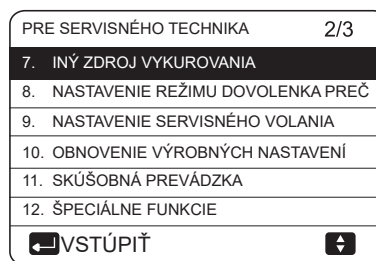 PRE SERVISNÉHO TECHNIKA 2/3
7. INÝ ZDROJ VYKUROVANIA
8. NASTAVENIE REŽIMU DOVOLENKA PREČ
9. NASTAVENIE SERVISNÉHO VOLANIA
10. OBNOVENIE VÝROBNÝCH NASTAVENÍ
11. SKÚŠOBNÁ PREVÁDZKA
12. ŠPECIÁLNE FUNKCIE
VSTÚPIŤ